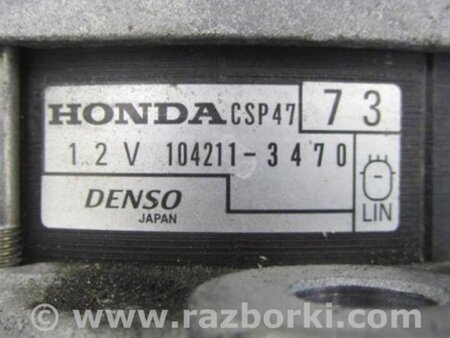 HONDA CSP47 73
12V 104211-3470
DENSO
JAPAN
LIN
© www.razborki.com